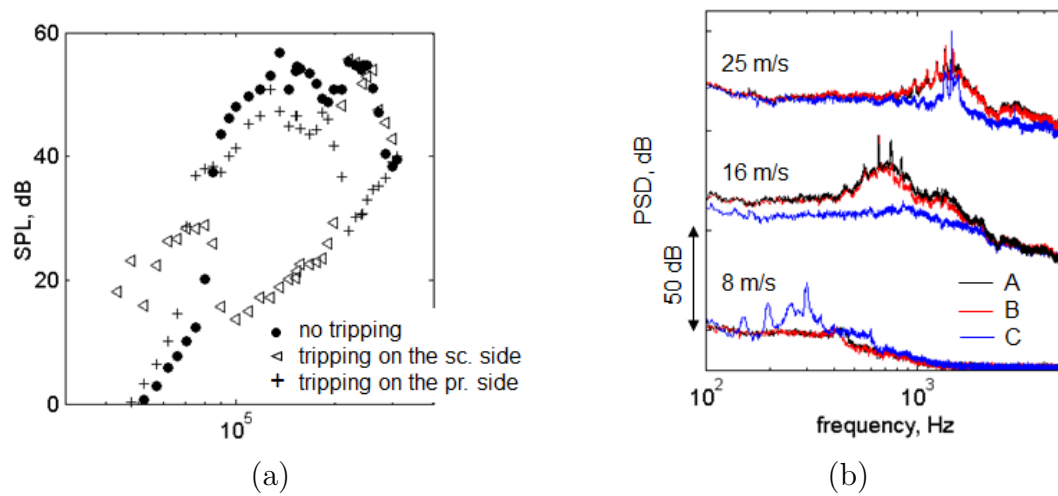 60
40
20
0
SPL, dB
no tripping
tripping on the sc. side
tripping on the pr. side
10^5
(a)
25 m/s
16 m/s
8 m/s
PSD, dB
50 dB
A
B
C
10^2
10^3
frequency, Hz
(b)